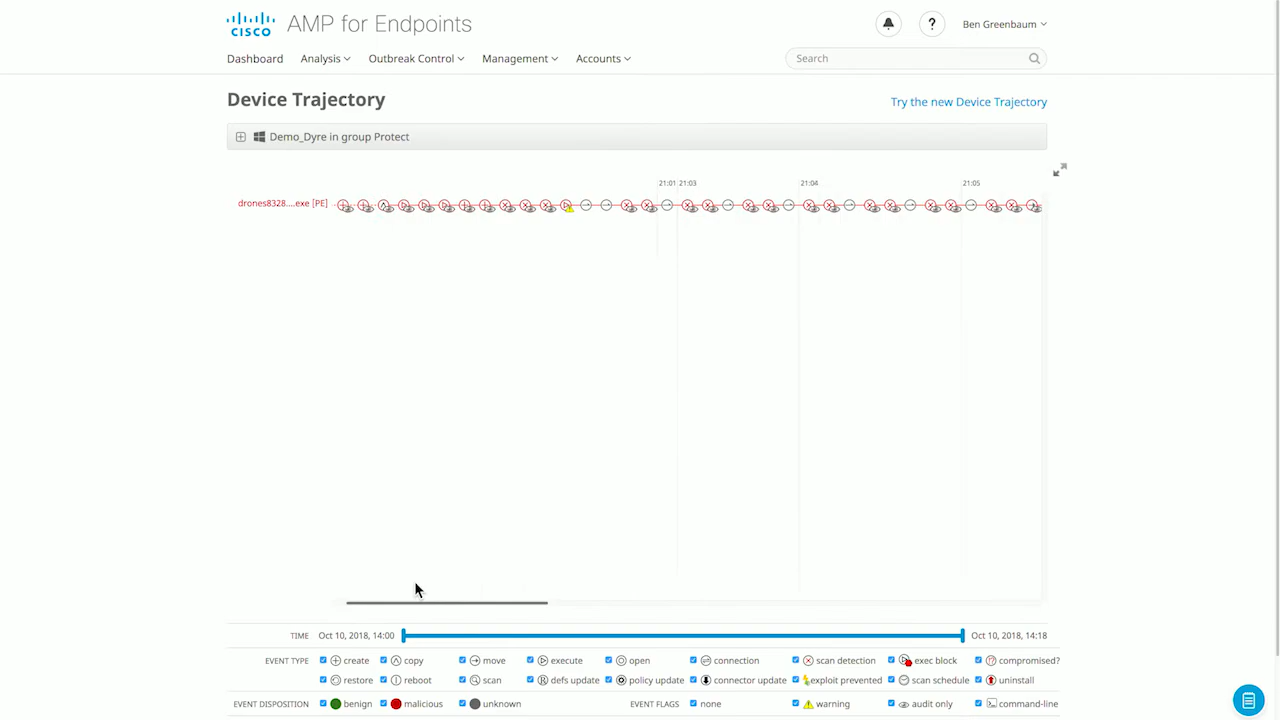 CISCO AMP for Endpoints
? Ben Greenbaum
Dashboard Analysis Outbreak Control Management Accounts Search
Device Trajectory Try the new Device Trajectory
Demo_Dyre in group Protect
21:01 21:03 21:04 21:05
drones8328....exe [PE]
TIME Oct 10, 2018, 14:00 Oct 10, 2018, 14:18
EVENT TYPE create copy move execute open connection scan detection exec block compromised?
restore reboot scan defs update policy update connector update exploit prevented scan schedule uninstall
EVENT DISPOSITION benign malicious unknown EVENT FLAGS none warning audit only command-line